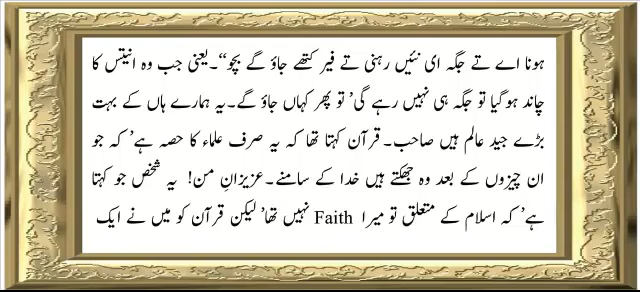 ہونا اے تے جگہ ای نئیں رہنی تے فیر کتھے جاؤ گے بچو“۔یعنی جب وہ انیتس کا
چاند ہوگیا تو جگہ ہی نہیں رہے گی’ تو پھر کہاں جاؤ گے۔یہ ہمارے ہاں کے بہت
بڑے جید عالم ہیں صاحب۔ قرآن کہتا تھا کہ یہ صرف علماء کا حصہ ہے’ کہ جو
ان چیزوں کے بعد وہ جھکتے ہیں خدا کے سامنے۔عزیزانِ من! یہ شخص جو کہتا
ہے’ کہ اسلام کے متعلق تو میرا Faith نہیں تھا’ لیکن قرآن کو میں نے ایک